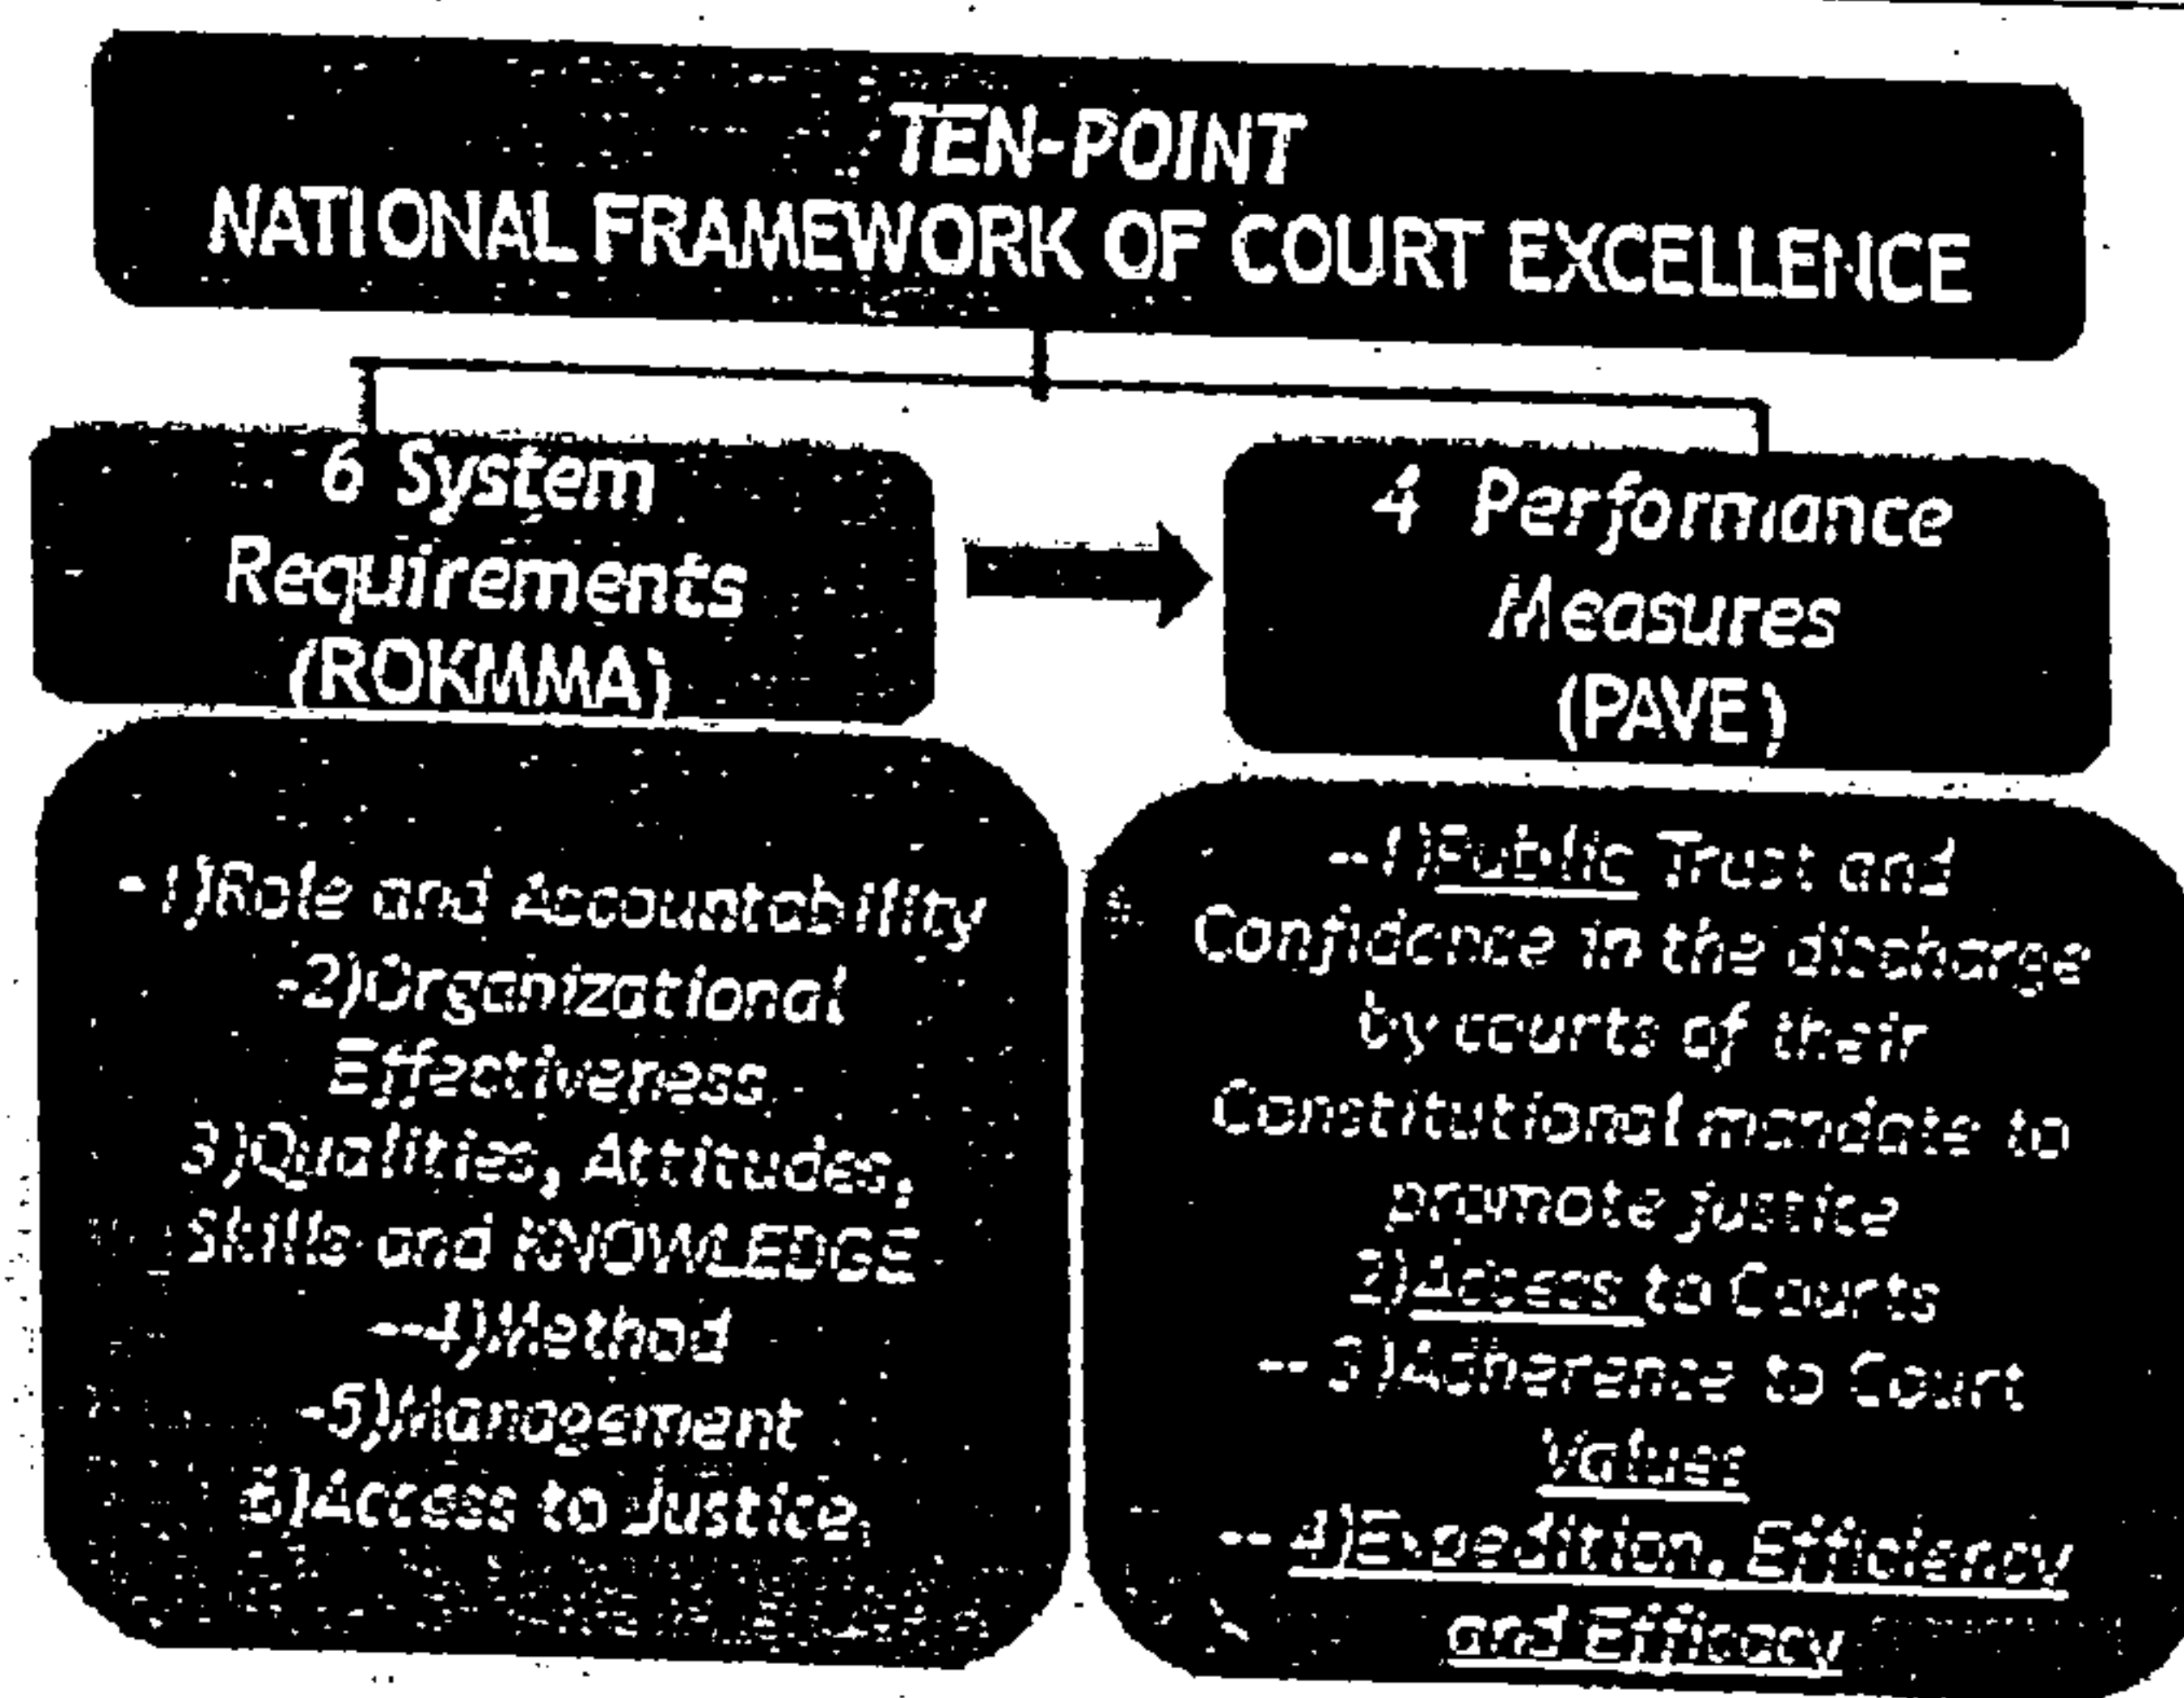 TEN-POINT
NATIONAL FRAMEWORK OF COURT EXCELLENCE
6 System
Requirements
(ROKMMA)
4 Performance
Measures
(PAVE)
- 1)Role and Accountability
-2)Organizational
Effectiveness
3)Qualities, Attitudes,
Skills and KNOWLEDGE
--4)Method
-5)Management
6)Access to Justice
--1)Public Trust and
Confidence in the discharge
by courts of their
Constitutional mandate to
promote justice
2)Access to Courts
-- 3)Adherence to Court
Values
-- 4)Expedition, Efficiency
and Efficacy